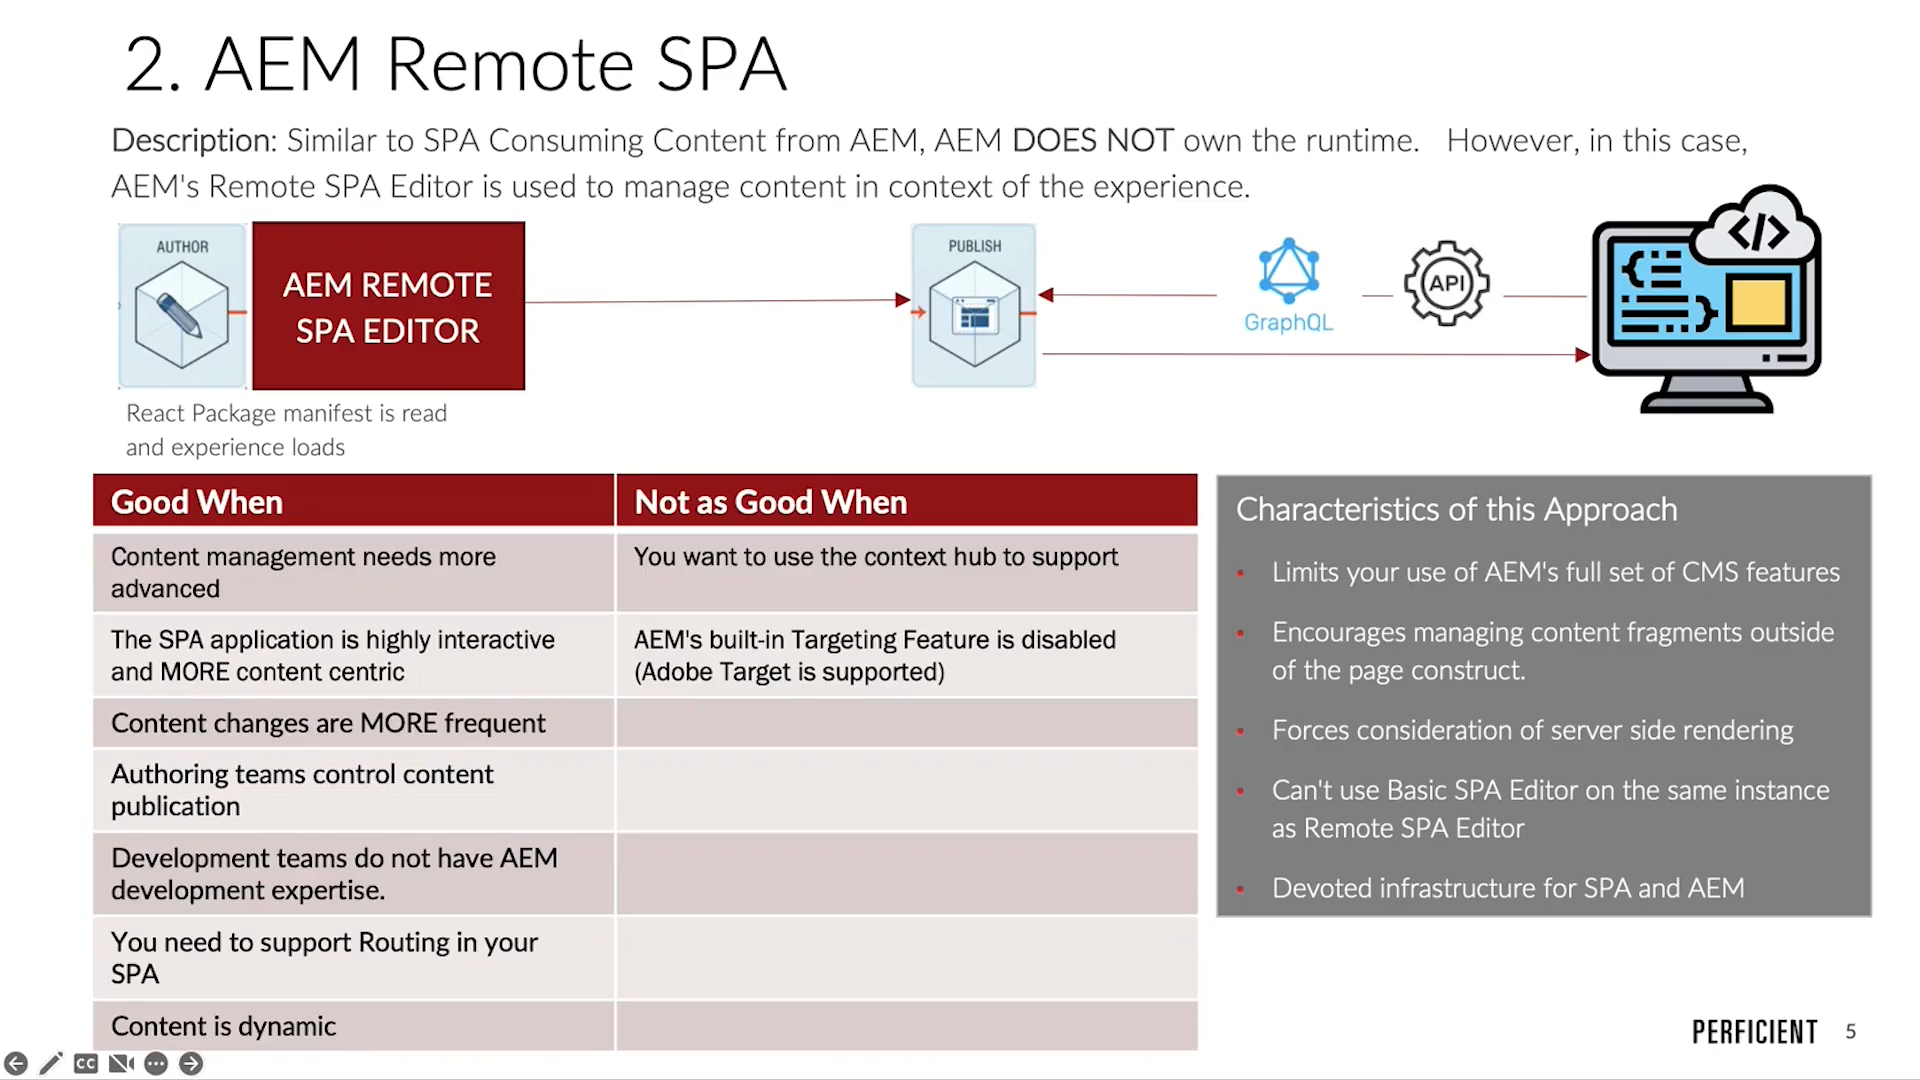 2. AEM Remote SPA
Description: Similar to SPA Consuming Content from AEM, AEM DOES NOT own the runtime. However, in this case,
AEM's Remote SPA Editor is used to manage content in context of the experience.
AUTHOR
AEM REMOTE
SPA EDITOR
PUBLISH
GraphQL
API
</>
React Package manifest is read
and experience loads
Good When
Not as Good When
Content management needs more
advanced
You want to use the context hub to support
The SPA application is highly interactive
and MORE content centric
AEM's built-in Targeting Feature is disabled
(Adobe Target is supported)
Content changes are MORE frequent
Authoring teams control content
publication
Development teams do not have AEM
development expertise.
You need to support Routing in your
SPA
Content is dynamic
Characteristics of this Approach
• Limits your use of AEM's full set of CMS features
• Encourages managing content fragments outside
of the page construct.
• Forces consideration of server side rendering
• Can't use Basic SPA Editor on the same instance
as Remote SPA Editor
• Devoted infrastructure for SPA and AEM
PERFICIENT 5
CC